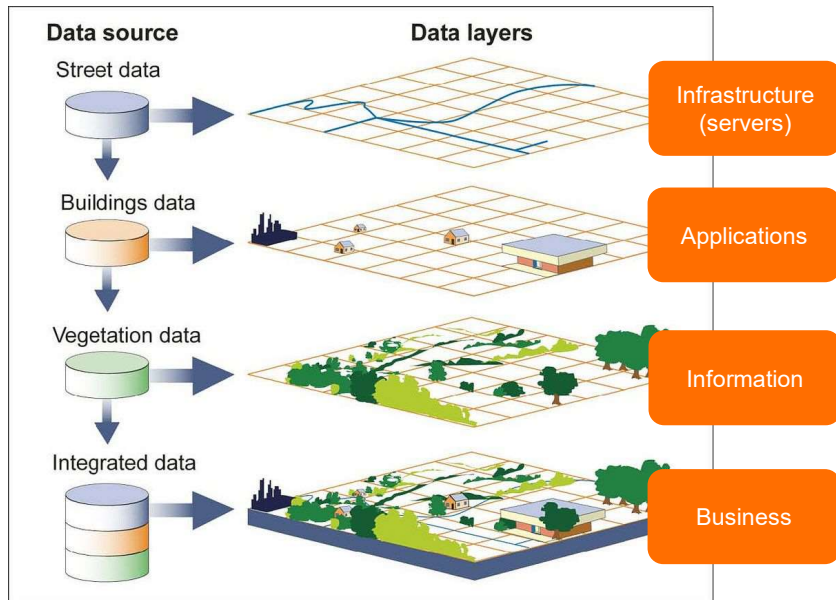 Data source
Data layers
Street data
Infrastructure
(servers)
Buildings data
Applications
Vegetation data
Information
Integrated data
Business